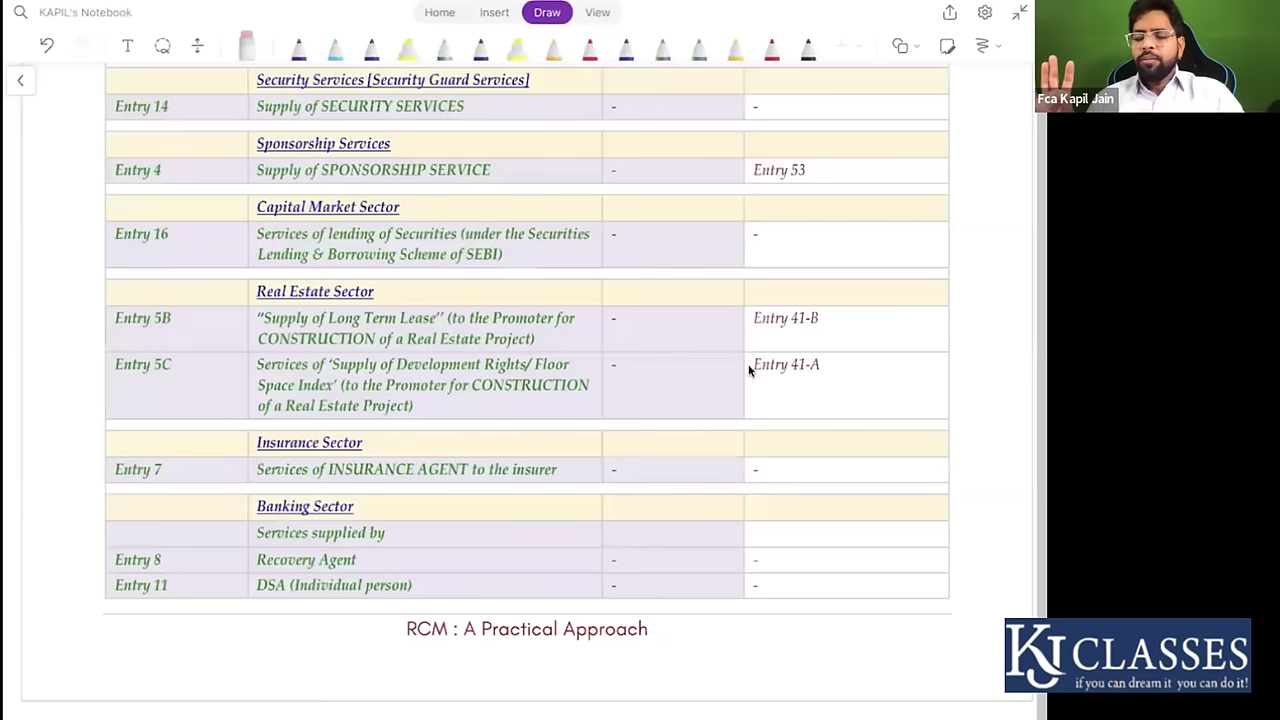 KAPIL's Notebook
Home Insert Draw View
Fca Kapil Jain
Security Services [Security Guard Services]
Entry 14 Supply of SECURITY SERVICES - -
Sponsorship Services
Entry 4 Supply of SPONSORSHIP SERVICE - Entry 53
Capital Market Sector
Entry 16 Services of lending of Securities (under the Securities - -
Lending & Borrowing Scheme of SEBI)
Real Estate Sector
Entry 5B “Supply of Long Term Lease’’ (to the Promoter for - Entry 41-B
CONSTRUCTION of a Real Estate Project)
Entry 5C Services of ‘Supply of Development Rights/ Floor - Entry 41-A
Space Index’ (to the Promoter for CONSTRUCTION
of a Real Estate Project)
Insurance Sector
Entry 7 Services of INSURANCE AGENT to the insurer - -
Banking Sector
Services supplied by
Entry 8 Recovery Agent - -
Entry 11 DSA (Individual person) - -
RCM : A Practical Approach
KJ CLASSES
if you can dream it you can do it!